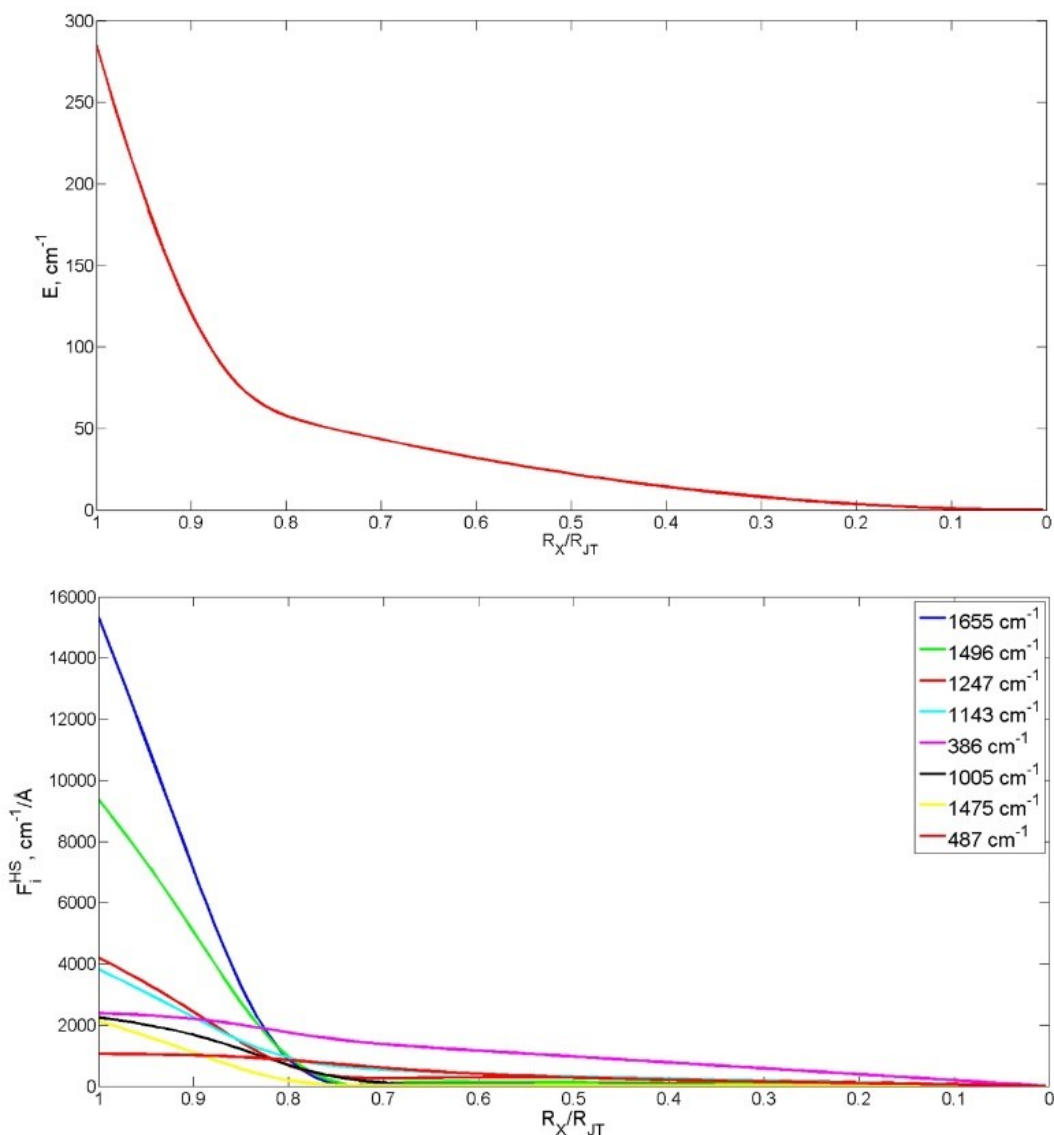 300
250
200
150
100
50
0
E, cm-1
1 0.9 0.8 0.7 0.6 0.5 0.4 0.3 0.2 0.1 0
RX/RJT
16000
14000
12000
10000
8000
6000
4000
2000
0
FiHS, cm-1/Å
1655 cm-1
1496 cm-1
1247 cm-1
1143 cm-1
386 cm-1
1005 cm-1
1475 cm-1
487 cm-1
1 0.9 0.8 0.7 0.6 0.5 0.4 0.3 0.2 0.1 0
RX/RJT